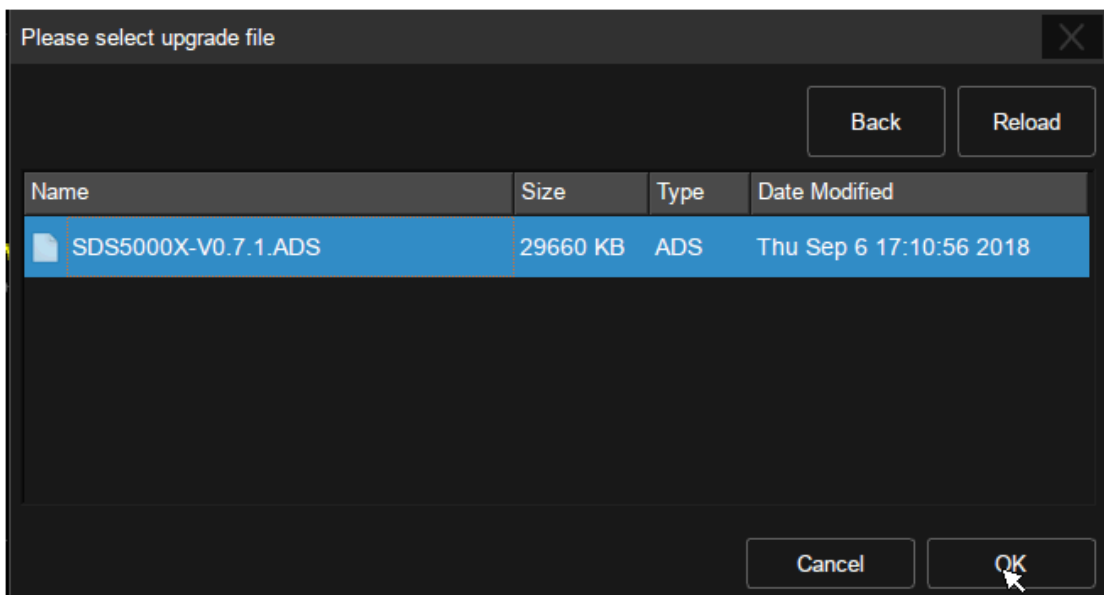 Please select upgrade file
Back Reload
Name Size Type Date Modified
SDS5000X-V0.7.1.ADS 29660 KB ADS Thu Sep 6 17:10:56 2018
Cancel OK